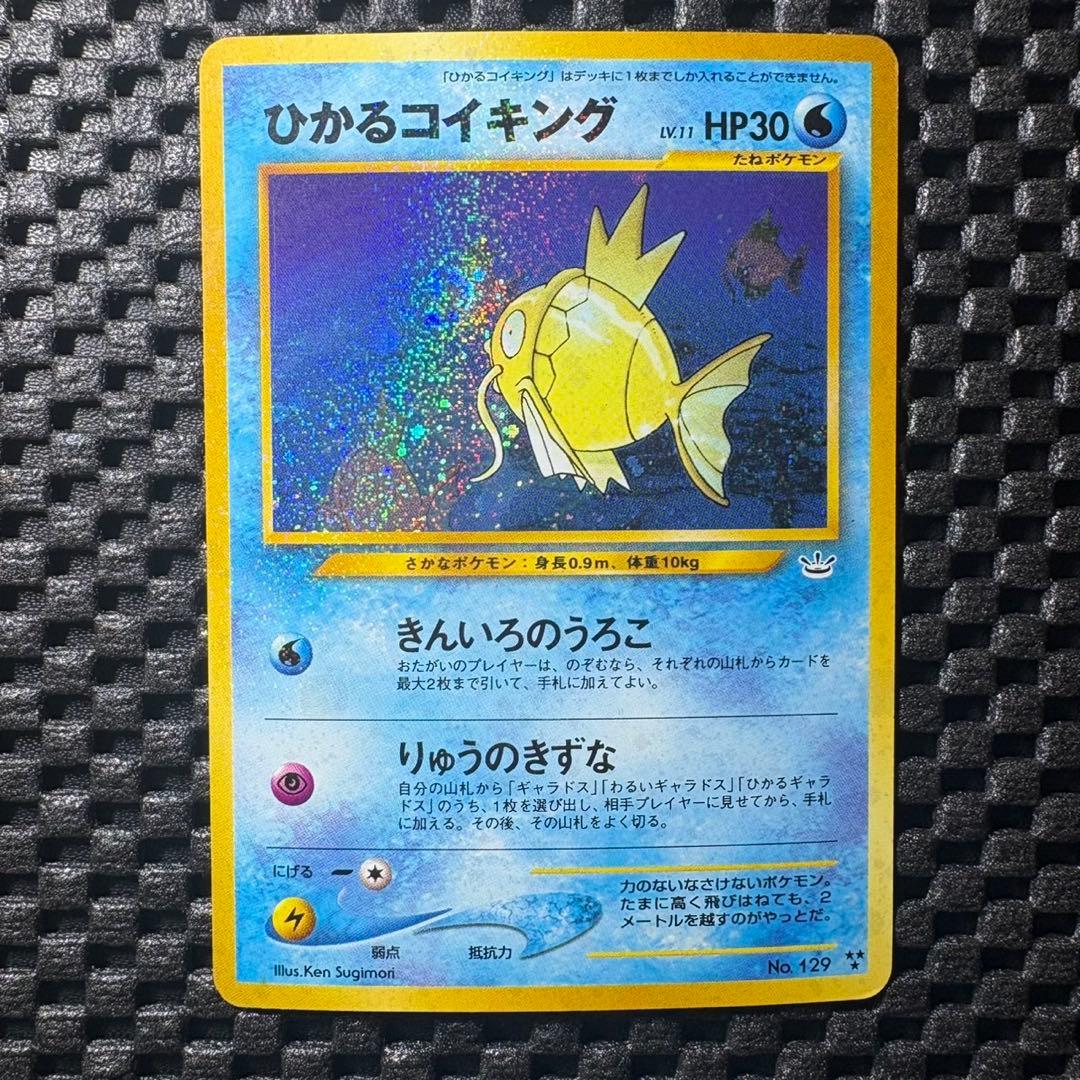 「ひかるコイキング」はデッキに1枚までしか入れることができません。
ひかるコイキング LV.11 HP30
たねポケモン
さかなポケモン：身長0.9m、体重10kg
きんいろのうろこ
おたがいのプレイヤーは、のぞむなら、それぞれの山札からカードを
最大2枚まで引いて、手札に加えてよい。
りゅうのきずな
自分の山札から「ギャラドス」「わるいギャラドス」「ひかるギャラ
ドス」のうち、1枚を選び出し、相手プレイヤーに見せてから、手札
に加える。その後、その山札をよく切る。
にげる
力のないなさけないポケモン。
たまに高く飛びはねても、2
メートルを越すのがやっとだ。
弱点 抵抗力
Illus.Ken Sugimori
No. 129